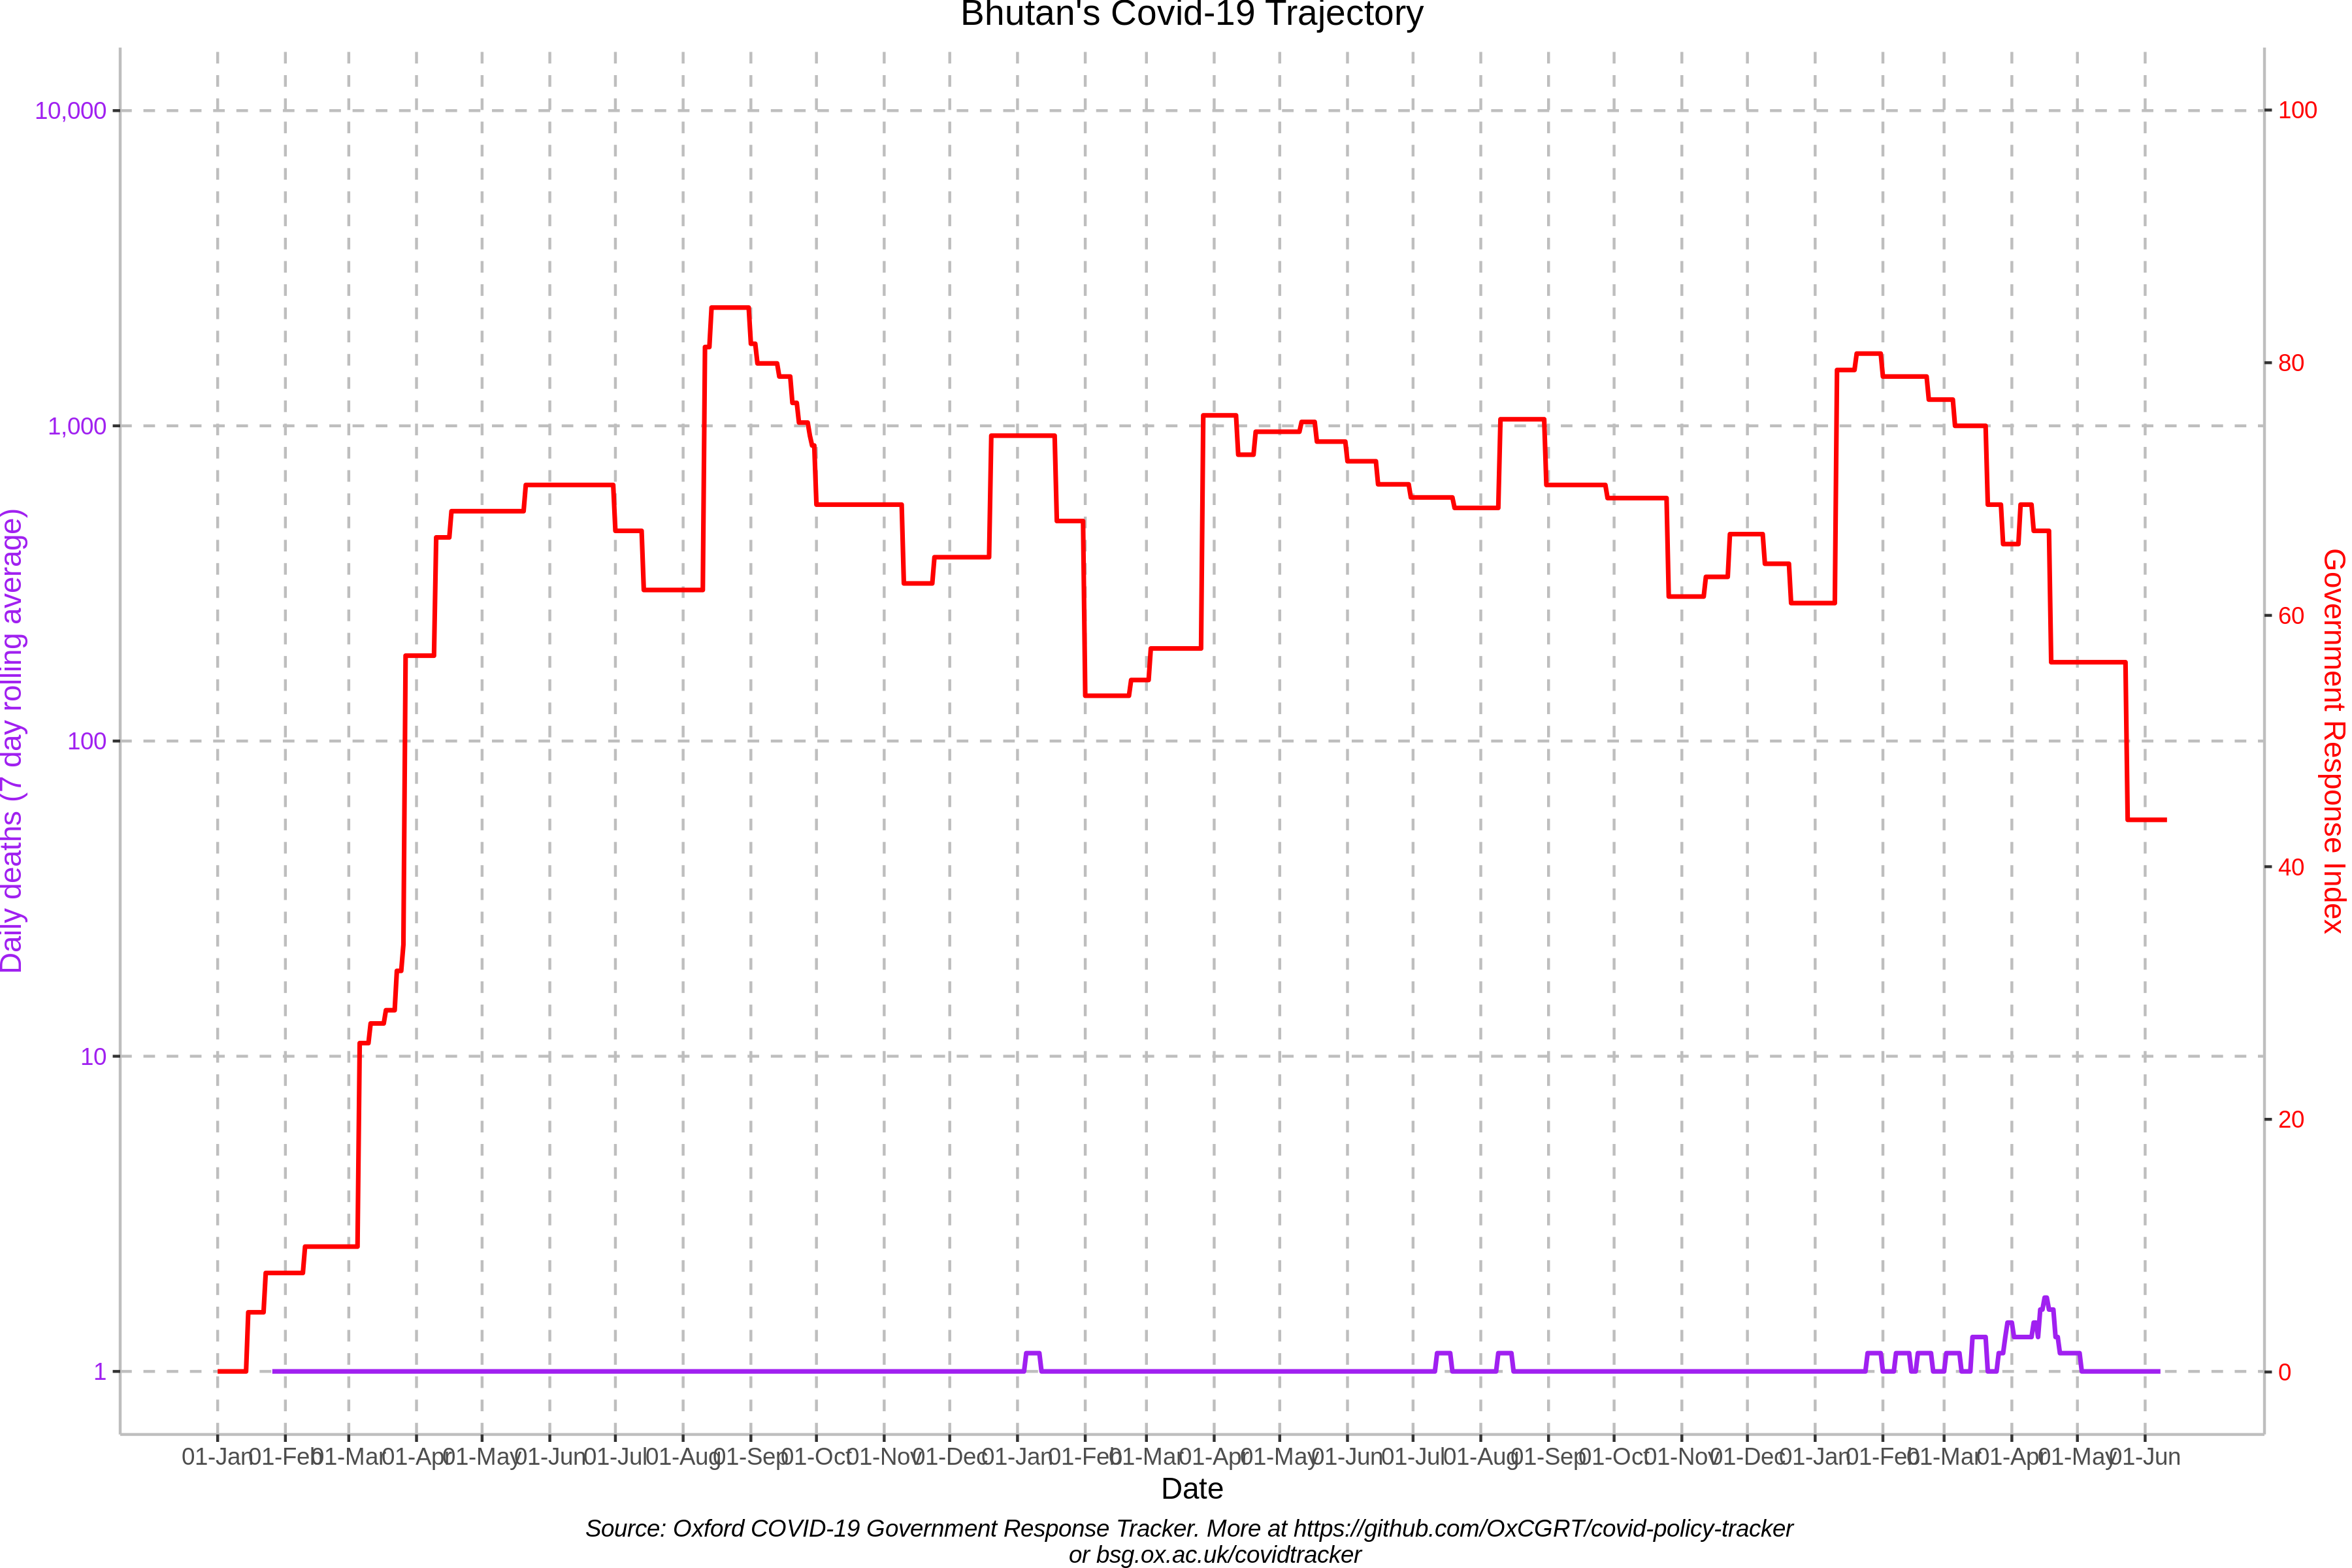 Bhutan's Covid-19 Trajectory
10,000
1,000
100
10
1
Daily deaths (7 day rolling average)
100
80
60
40
20
0
Government Response Index
01-Jan 01-Feb 01-Mar 01-Apr 01-May 01-Jun 01-Jul 01-Aug 01-Sep 01-Oct 01-Nov 01-Dec 01-Jan 01-Feb 01-Mar 01-Apr 01-May 01-Jun 01-Jul 01-Aug 01-Sep 01-Oct 01-Nov 01-Dec 01-Jan 01-Feb 01-Mar 01-Apr 01-May 01-Jun
Date
Source: Oxford COVID-19 Government Response Tracker. More at https://github.com/OxCGRT/covid-policy-tracker
or bsg.ox.ac.uk/covidtracker